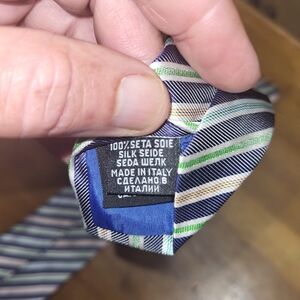 100% SETA SOIE
SILK SEIDE
SEDA ШЕЛК
MADE IN ITALY
СДЕЛАНО В
ИТАЛИИ